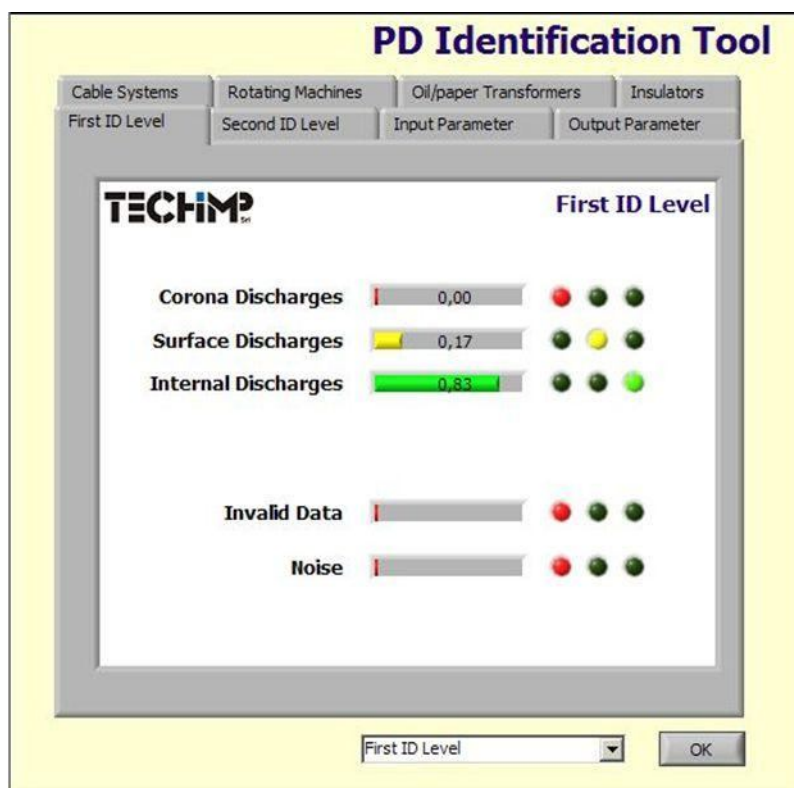 PD Identification Tool
Cable Systems Rotating Machines Oil/paper Transformers Insulators
First ID Level Second ID Level Input Parameter Output Parameter
TECHIMP Srl First ID Level
Corona Discharges 0,00
Surface Discharges 0,17
Internal Discharges 0,83
Invalid Data
Noise
First ID Level OK